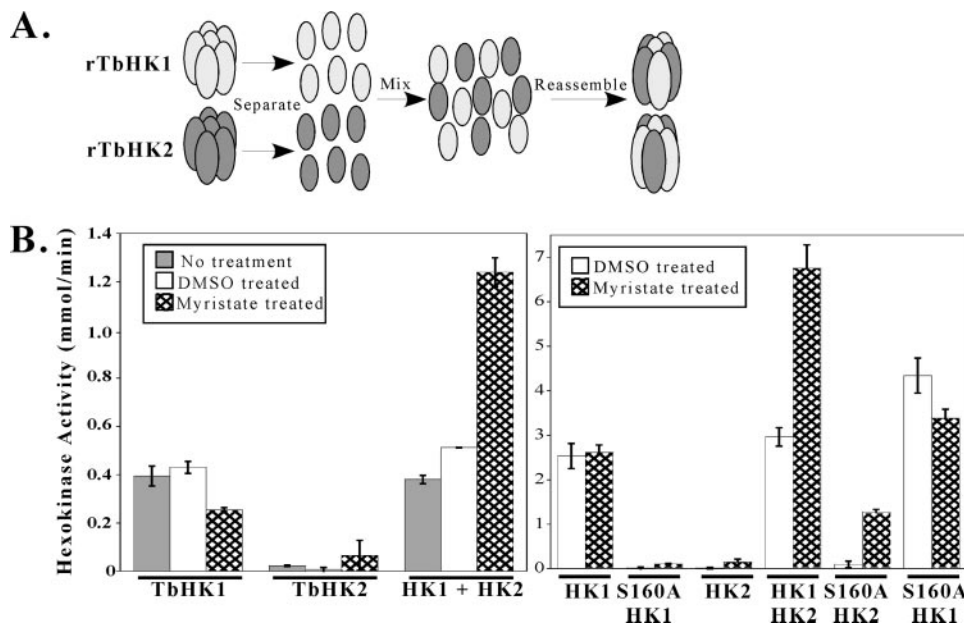 A.
rTbHK1
Separate
Mix
Reassemble
rTbHK2
B.
Hexokinase Activity (mmol/min)
1.4
1.2
1.0
0.8
0.6
0.4
0.2
0
No treatment
DMSO treated
Myristate treated
TbHK1 TbHK2 HK1 + HK2
7
6
5
4
3
2
1
0
DMSO treated
Myristate treated
HK1 S160A HK2 HK1 S160A S160A
HK1 HK2 HK2 HK1